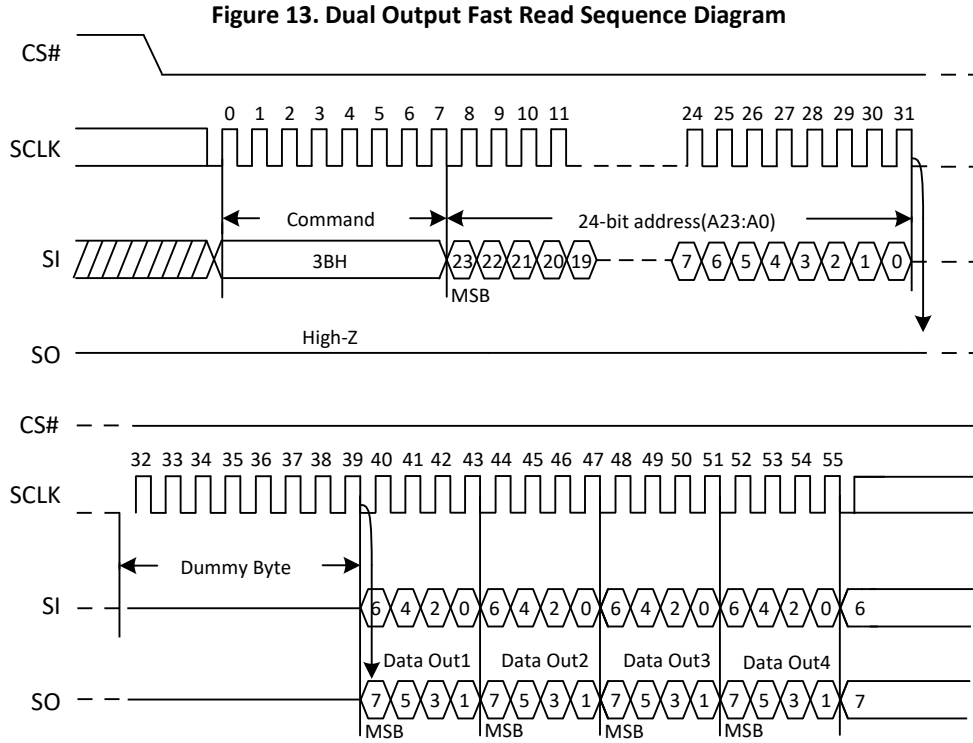 Figure 13. Dual Output Fast Read Sequence Diagram
CS#
0 1 2 3 4 5 6 7 8 9 10 11 24 25 26 27 28 29 30 31
SCLK
Command 24-bit address(A23:A0)
SI 3BH 23 22 21 20 19 7 6 5 4 3 2 1 0
MSB
High-Z
SO
CS#
32 33 34 35 36 37 38 39 40 41 42 43 44 45 46 47 48 49 50 51 52 53 54 55
SCLK
Dummy Byte
SI 6 4 2 0 6 4 2 0 6 4 2 0 6 4 2 0 6
Data Out1 Data Out2 Data Out3 Data Out4
SO 7 5 3 1 7 5 3 1 7 5 3 1 7 5 3 1 7
MSB MSB MSB MSB